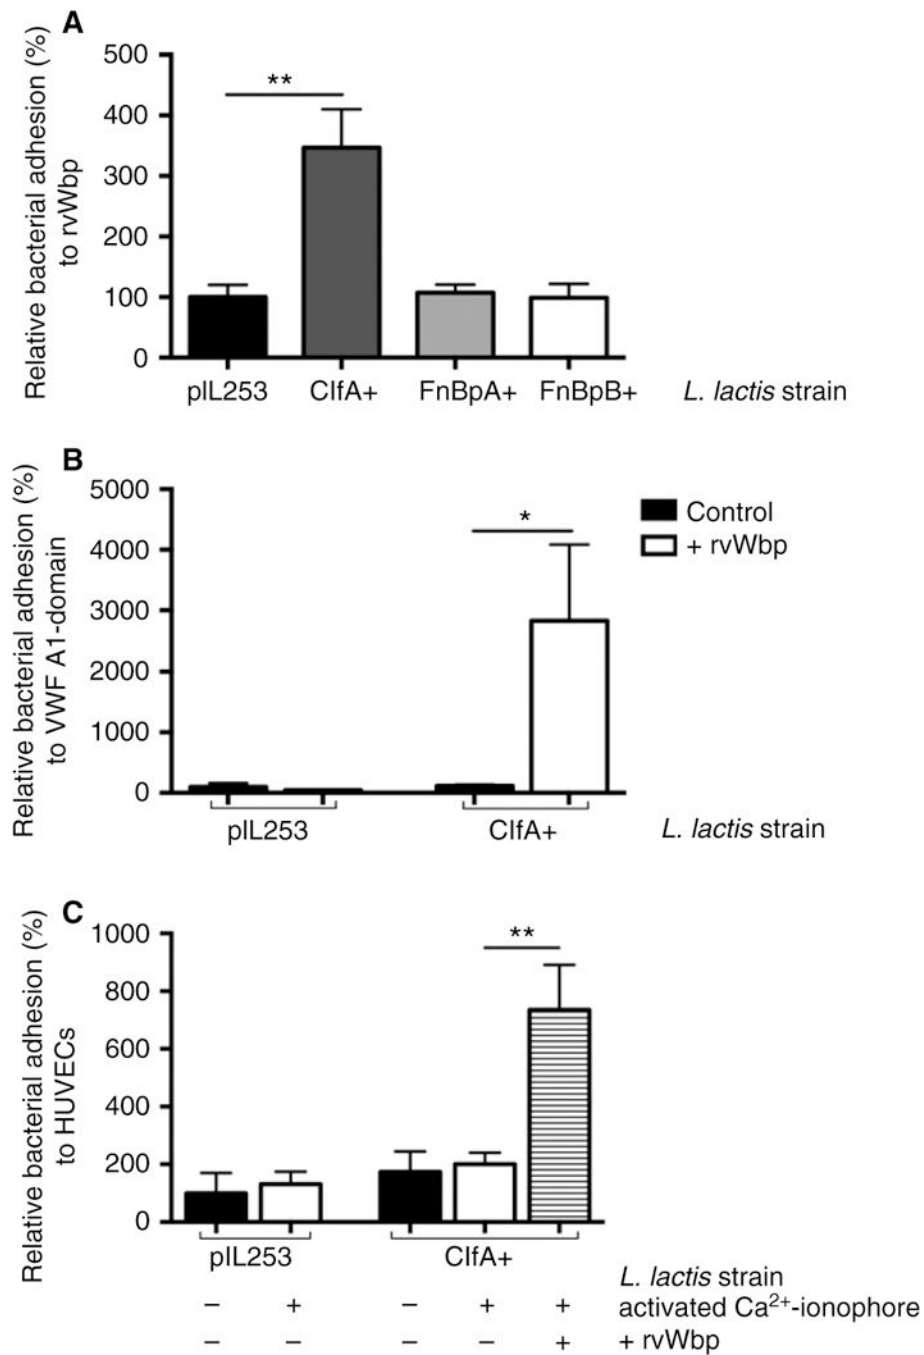 A
Relative bacterial adhesion (%)
to rvWbp
500
400
300
200
100
0
**
pIL253 ClfA+ FnBpA+ FnBpB+ L. lactis strain
B
Relative bacterial adhesion (%)
to VWF A1-domain
5000
4000
3000
2000
1000
0
*
Control
+ rvWbp
pIL253 ClfA+ L. lactis strain
C
Relative bacterial adhesion (%)
to HUVECs
1000
800
600
400
200
0
**
pIL253 ClfA+
L. lactis strain
− + − + + activated Ca²⁺-ionophore
− − − − + + rvWbp